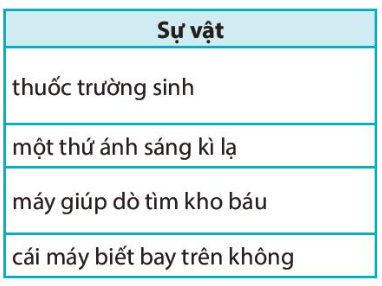 Sự vật
thuốc trường sinh
một thứ ánh sáng kì lạ
máy giúp dò tìm kho báu
cái máy biết bay trên không